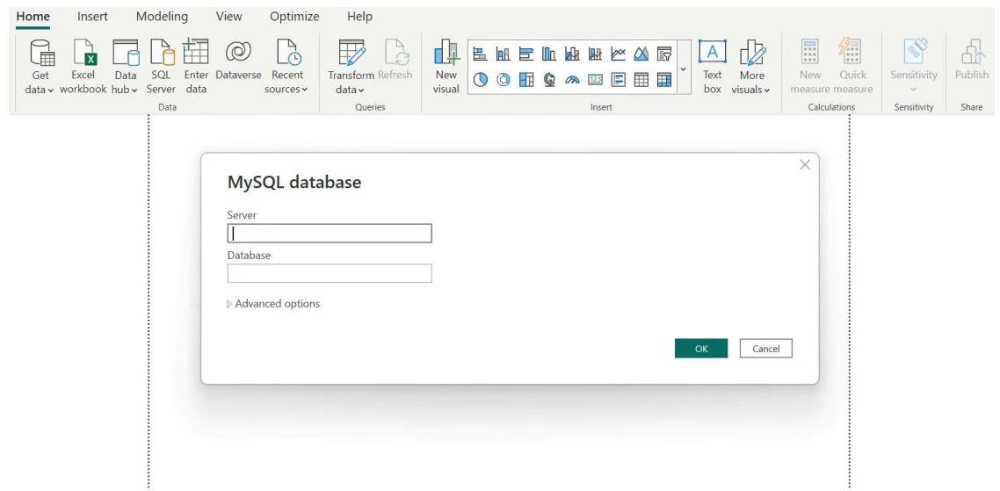 Home Insert Modeling View Optimize Help
Get data Excel workbook Data hub SQL Server Enter data Dataverse Recent sources Transform data Refresh New visual 123 A Text box More visuals New measure Quick measure Sensitivity Publish
Data Queries Insert Calculations Sensitivity Share
MySQL database
Server
Database
Advanced options
OK Cancel